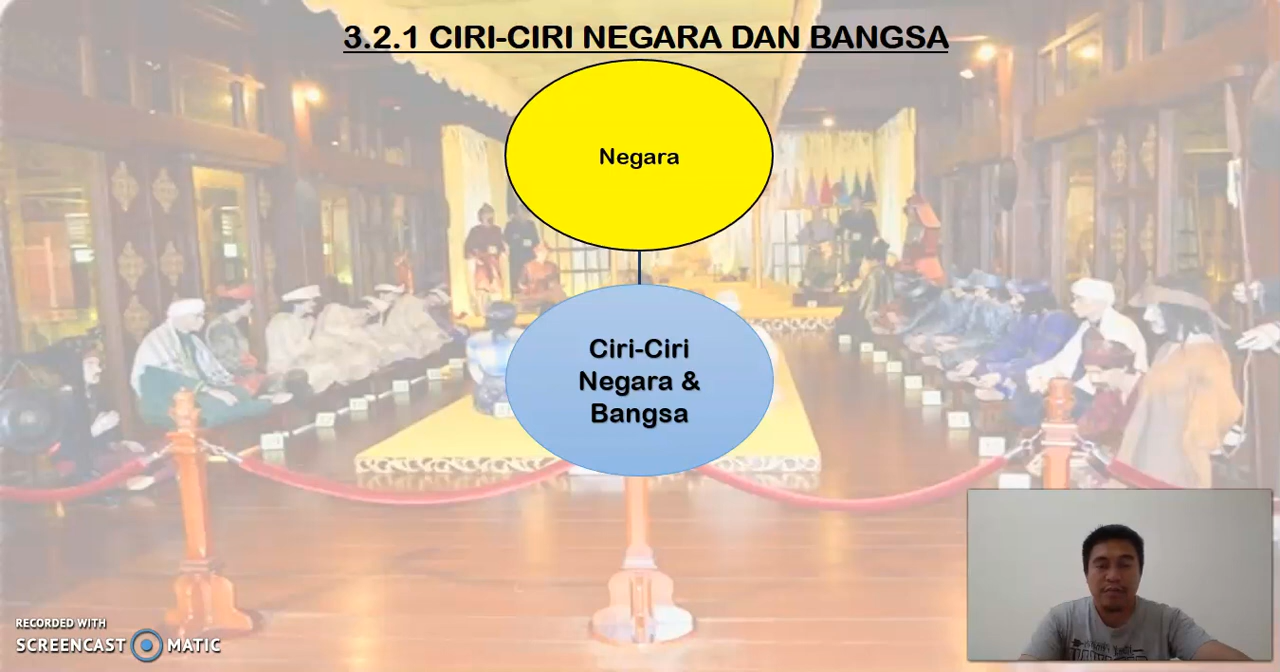 3.2.1 CIRI-CIRI NEGARA DAN BANGSA
Negara
Ciri-Ciri
Negara &
Bangsa
RECORDED WITH
SCREENCAST MATIC